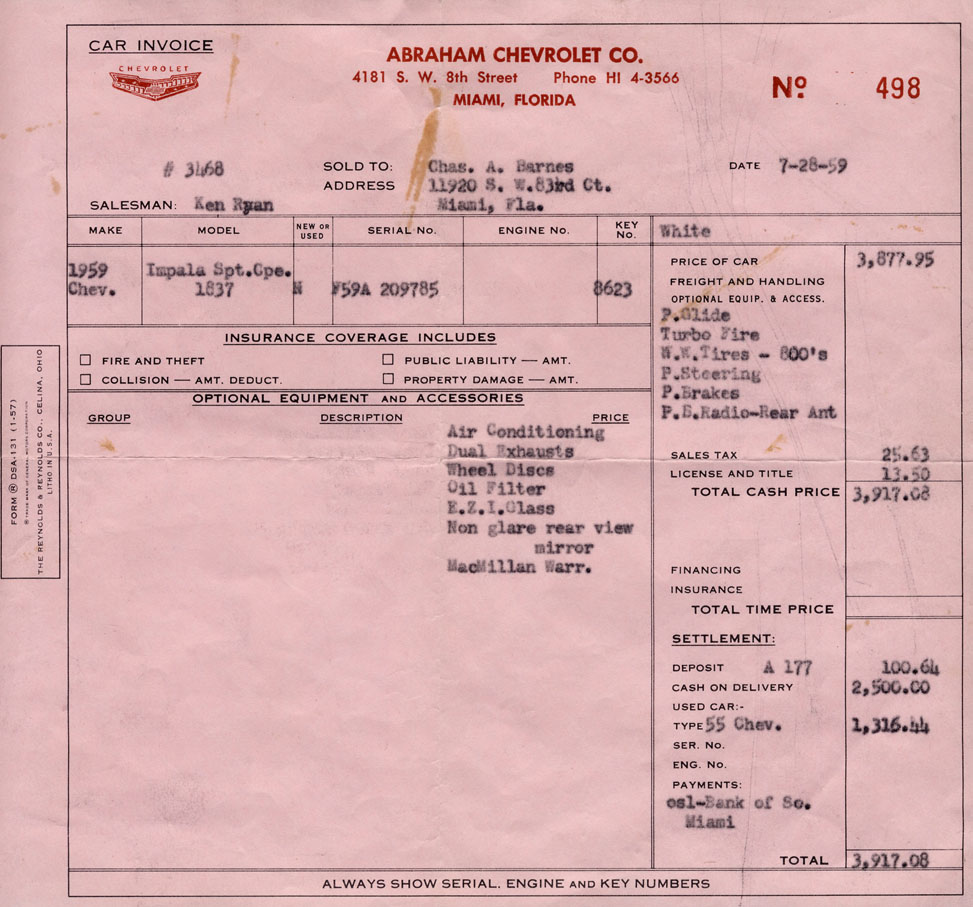 CAR INVOICE
CHEVROLET
ABRAHAM CHEVROLET CO.
4181 S. W. 8th Street Phone HI 4-3566
MIAMI, FLORIDA
Nº 498
# 3468
SOLD TO: Chas. A. Barnes
DATE 7-28-59
ADDRESS 11920 S. W.83rd Ct.
SALESMAN: Ken Ryan
Miami, Fla.
MAKE MODEL NEW OR USED SERIAL No. ENGINE No. KEY NO.
1959 Impala Spt.Cpe.
Chev. 1837 N F59A 209785 8623
INSURANCE COVERAGE INCLUDES
FIRE AND THEFT PUBLIC LIABILITY — AMT.
COLLISION — AMT. DEDUCT. PROPERTY DAMAGE — AMT.
OPTIONAL EQUIPMENT AND ACCESSORIES
GROUP DESCRIPTION PRICE
Air Conditioning
Dual Exhausts
Wheel Discs
Oil Filter
E.Z.I.Glass
Non glare rear view
mirror
MacMillan Warr.
White
PRICE OF CAR 3,877.95
FREIGHT AND HANDLING
OPTIONAL EQUIP. & ACCESS.
P.Glide
Turbo Fire
W.W.Tires - 800's
P.Steering
P.Brakes
P.B.Radio-Rear Ant
SALES TAX 25.63
LICENSE AND TITLE 13.50
TOTAL CASH PRICE 3,917.08
FINANCING
INSURANCE
TOTAL TIME PRICE
SETTLEMENT:
DEPOSIT A 177 100.64
CASH ON DELIVERY 2,500.00
USED CAR:-
TYPE 55 Chev. 1,316.44
SER. No.
ENG. No.
PAYMENTS:
osl-Bank of So.
Miami
TOTAL 3,917.08
ALWAYS SHOW SERIAL, ENGINE AND KEY NUMBERS
FORM ® DSA-131 (1-57)
THE REYNOLDS & REYNOLDS CO., CELINA, OHIO
LITHO IN U.S.A.